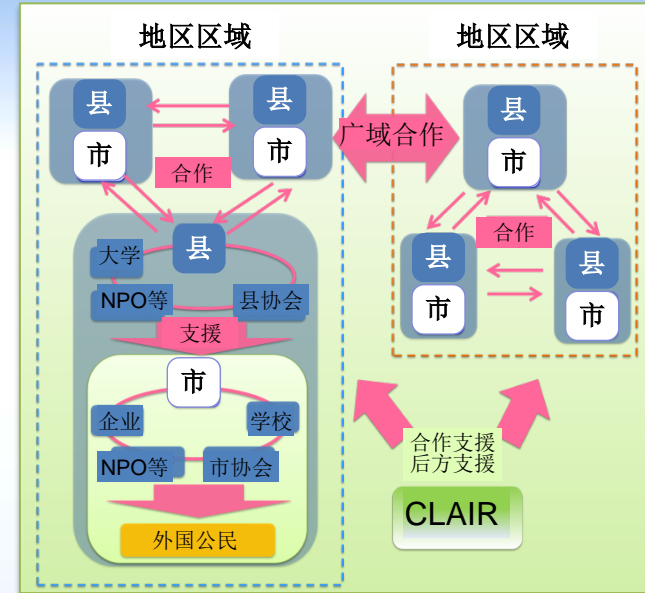 地区区域
地区区域
县
市
县
市
合作
广域合作
县
市
合作
县
市
县
市
县
大学
NPO等
县协会
支援
市
企业
学校
NPO等
市协会
外国公民
合作支援
后方支援
CLAIR